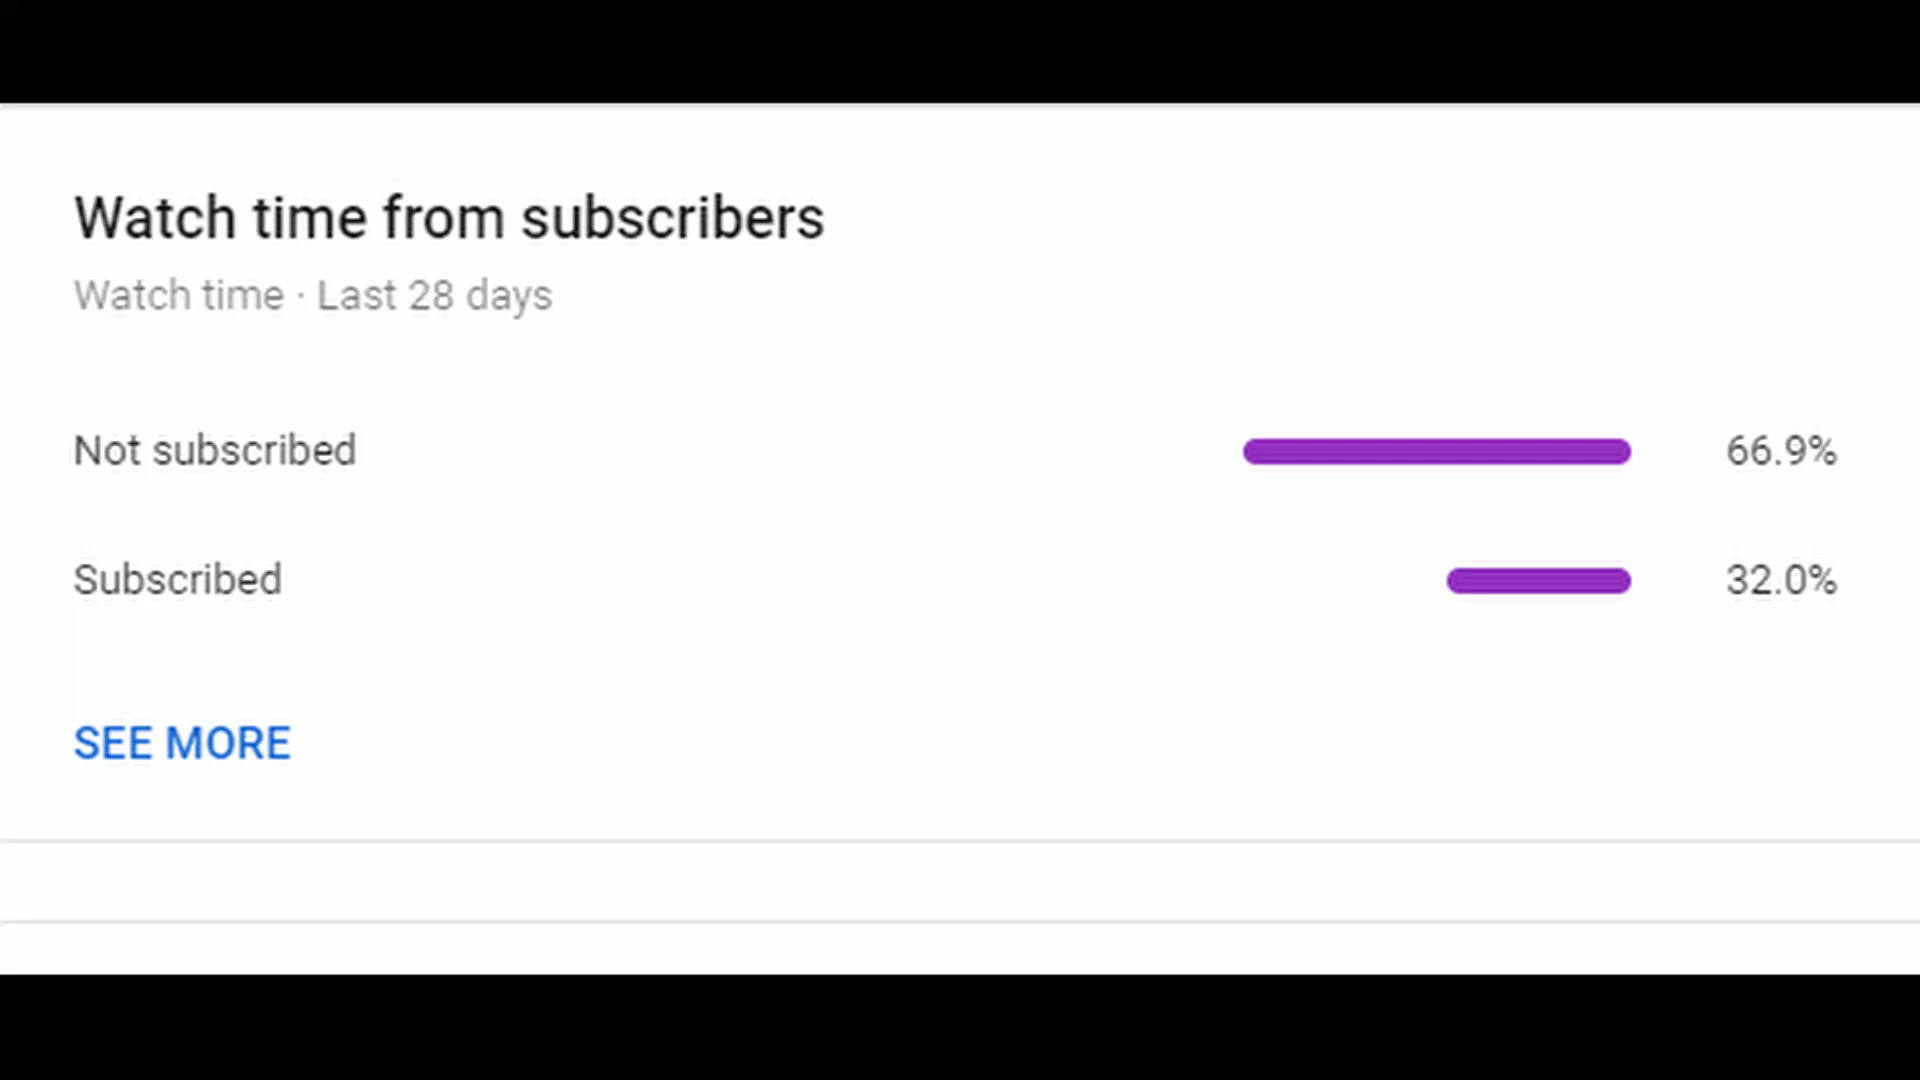 Watch time from subscribers
Watch time · Last 28 days
Not subscribed 66.9%
Subscribed 32.0%
SEE MORE